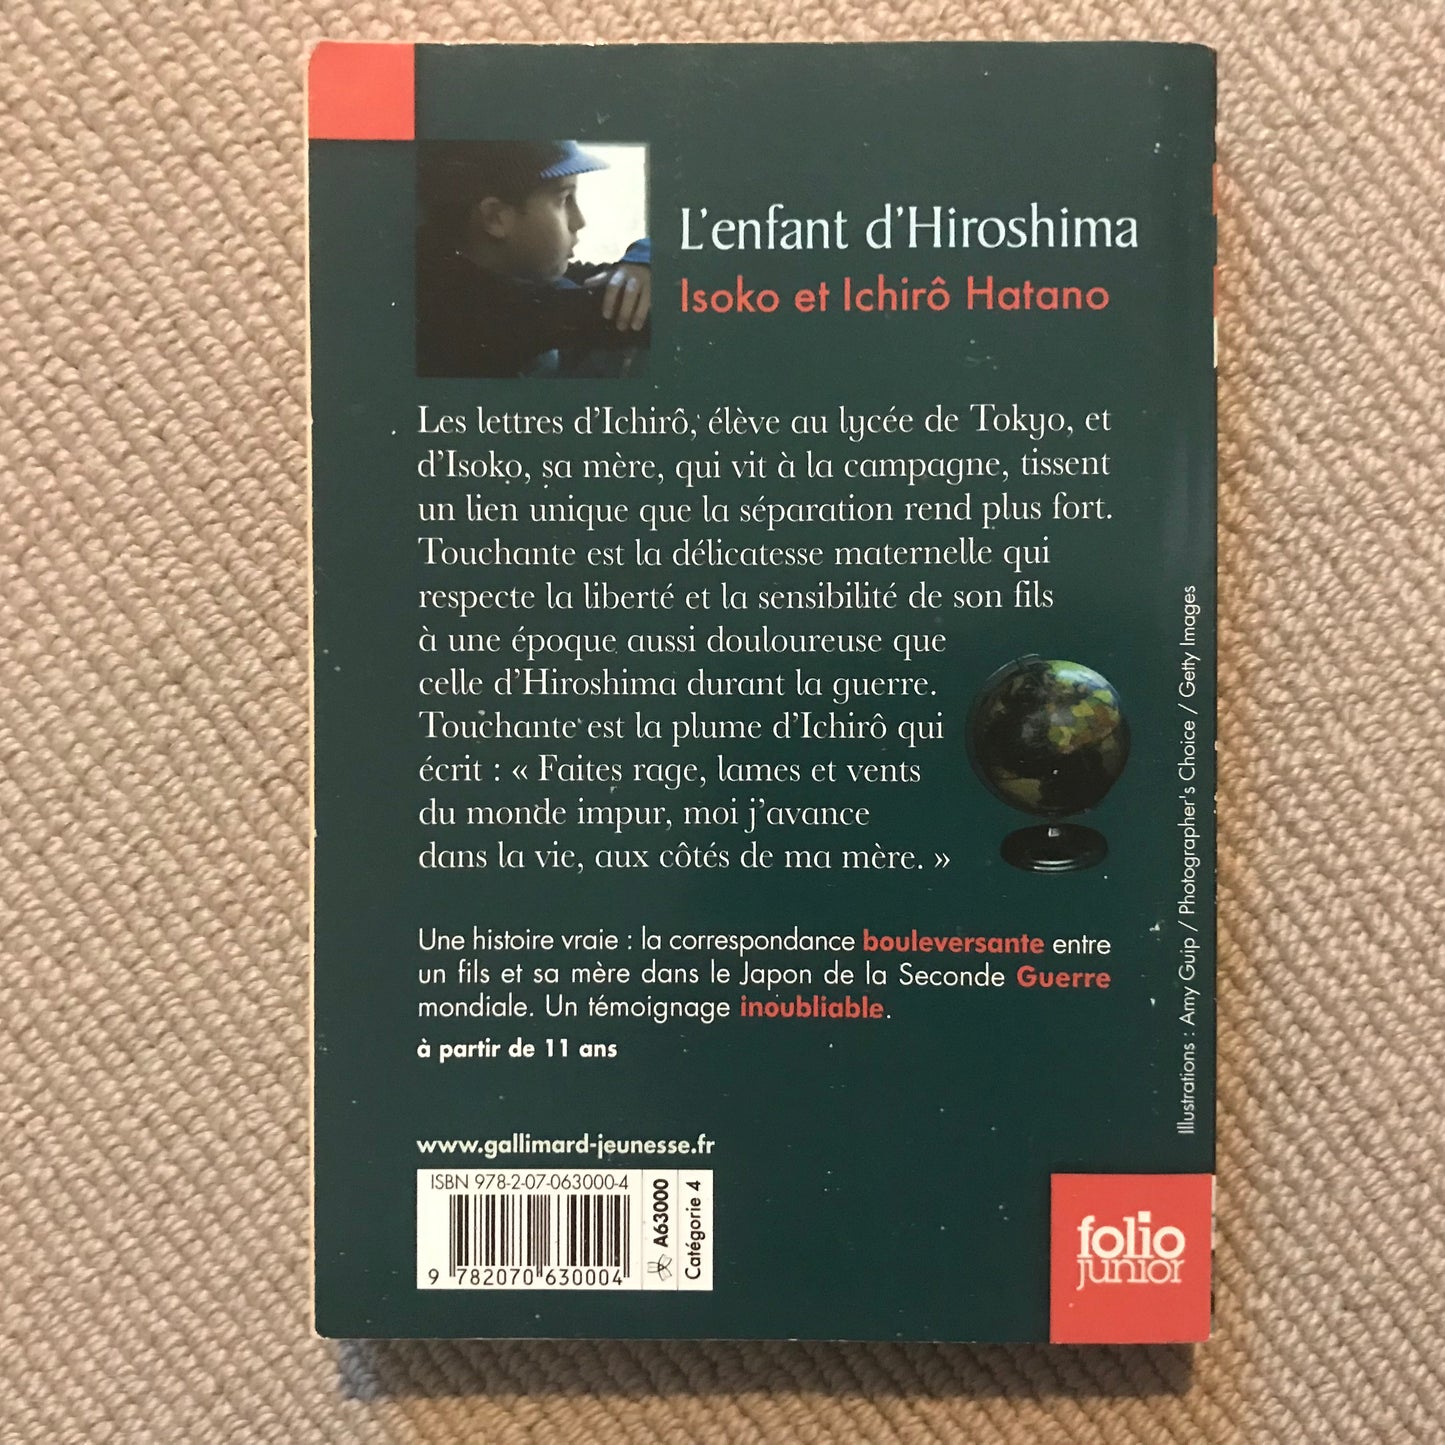 L'enfant d'Hiroshima
Isoko et Ichirô Hatano
Les lettres d'Ichirô, élève au lycée de Tokyo, et
d'Isoko, sa mère, qui vit à la campagne, tissent
un lien unique que la séparation rend plus fort.
Touchante est la délicatesse maternelle qui
respecte la liberté et la sensibilité de son fils
à une époque aussi douloureuse que
celle d'Hiroshima durant la guerre.
Touchante est la plume d'Ichirô qui
écrit : « Faites rage, lames et vents
du monde impur, moi j'avance
dans la vie, aux côtés de ma mère. »
Une histoire vraie : la correspondance bouleversante entre
un fils et sa mère dans le Japon de la Seconde Guerre
mondiale. Un témoignage inoubliable.
à partir de 11 ans
www.gallimard-jeunesse.fr
ISBN 978-2-07-063000-4
9 782070 630004
A63000
Catégorie 4
Illustrations : Amy Guip / Photographer's Choice / Getty Images
folio
junior